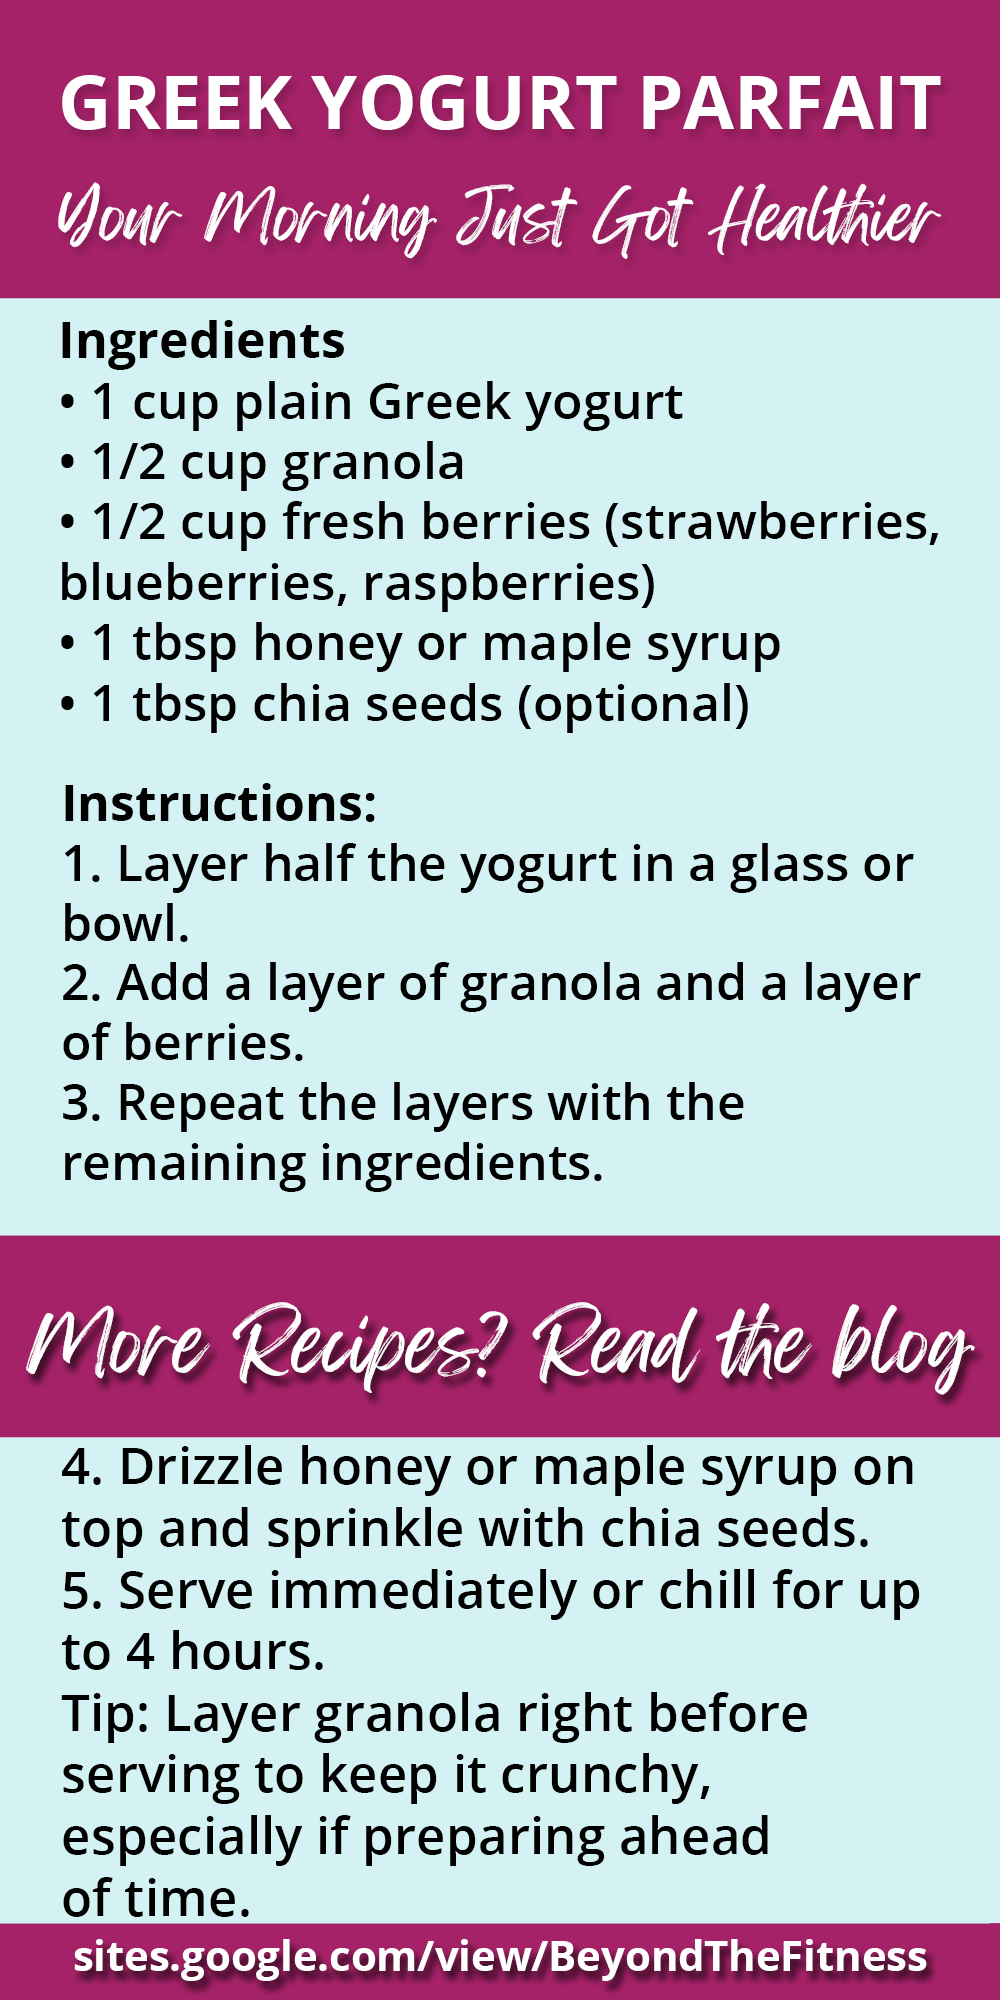 GREEK YOGURT PARFAIT
Your Morning Just Got Healthier
Ingredients
• 1 cup plain Greek yogurt
• 1/2 cup granola
• 1/2 cup fresh berries (strawberries,
blueberries, raspberries)
• 1 tbsp honey or maple syrup
• 1 tbsp chia seeds (optional)
Instructions:
1. Layer half the yogurt in a glass or
bowl.
2. Add a layer of granola and a layer
of berries.
3. Repeat the layers with the
remaining ingredients.
More Recipes? Read the blog
4. Drizzle honey or maple syrup on
top and sprinkle with chia seeds.
5. Serve immediately or chill for up
to 4 hours.
Tip: Layer granola right before
serving to keep it crunchy,
especially if preparing ahead
of time.
sites.google.com/view/BeyondTheFitness